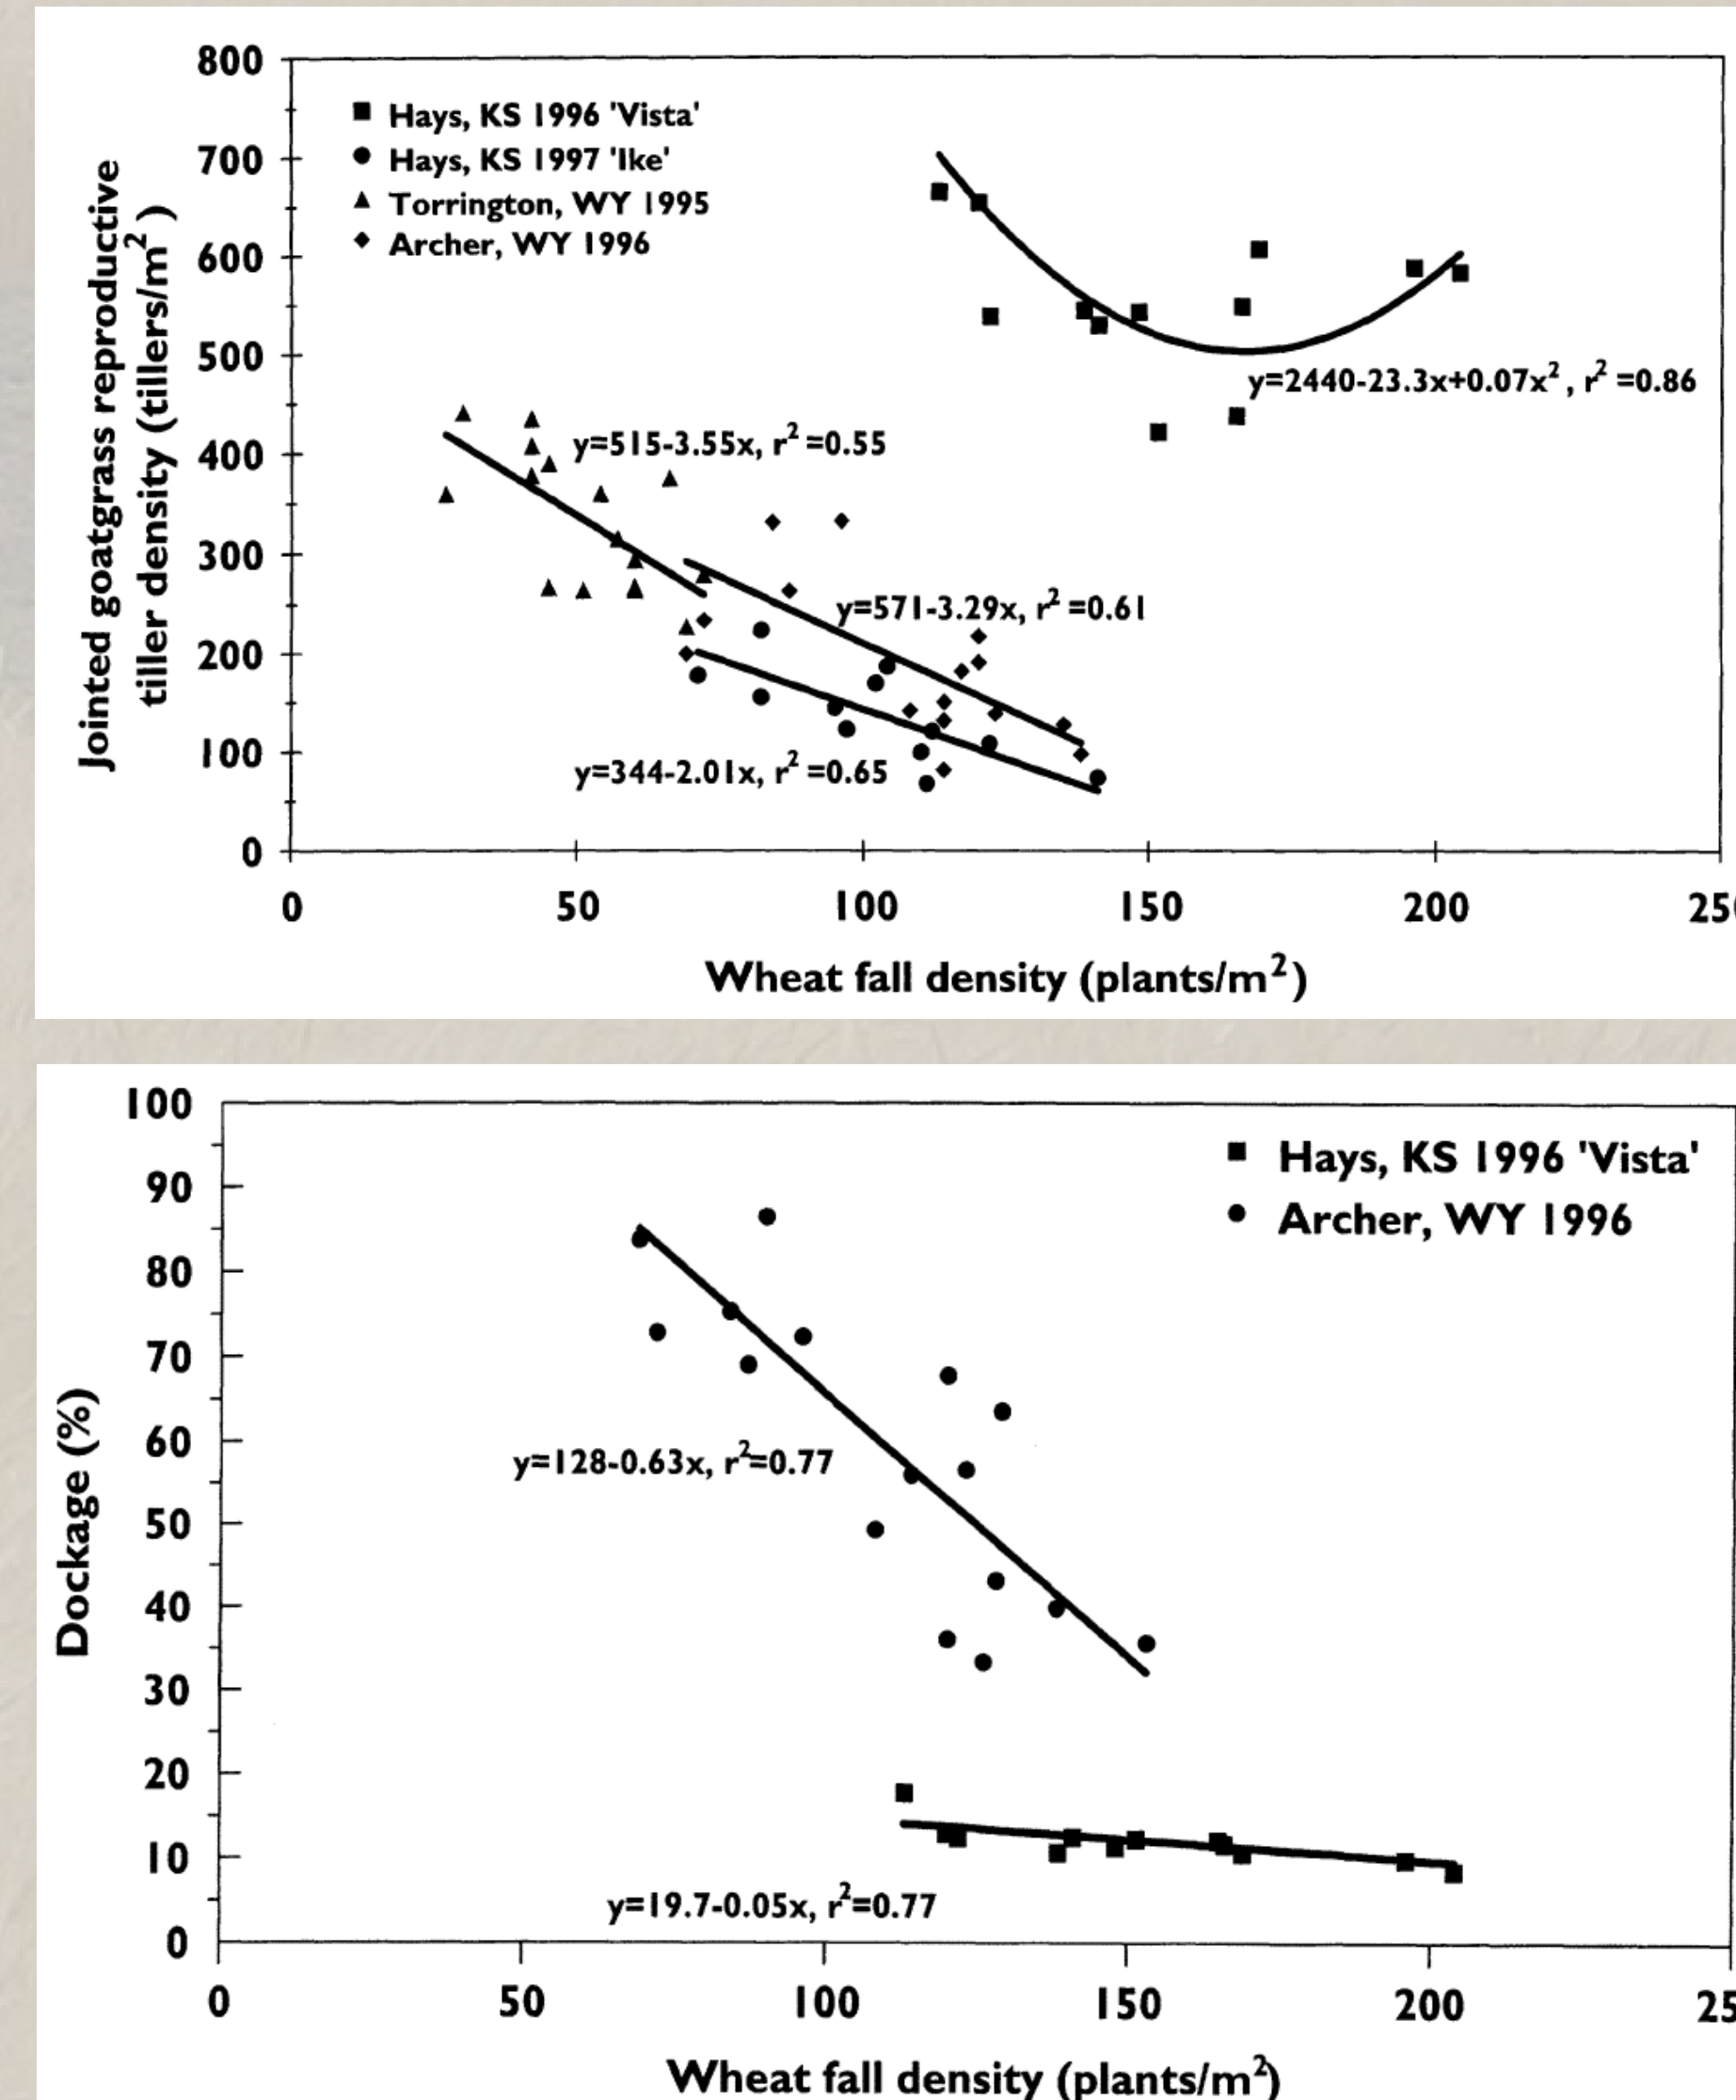 800
700
600
500
400
300
200
100
0
Jointed goatgrass reproductive
tiller density (tillers/m²)
Hays, KS 1996 'Vista'
Hays, KS 1997 'Ike'
Torrington, WY 1995
Archer, WY 1996
y=2440-23.3x+0.07x², r²=0.86
y=515-3.55x, r²=0.55
y=571-3.29x, r²=0.61
y=344-2.01x, r²=0.65
0 50 100 150 200
Wheat fall density (plants/m²)
100
90
80
70
60
50
40
30
20
10
0
Dockage (%)
Hays, KS 1996 'Vista'
Archer, WY 1996
y=128-0.63x, r²=0.77
y=19.7-0.05x, r²=0.77
0 50 100 150 200
Wheat fall density (plants/m²)